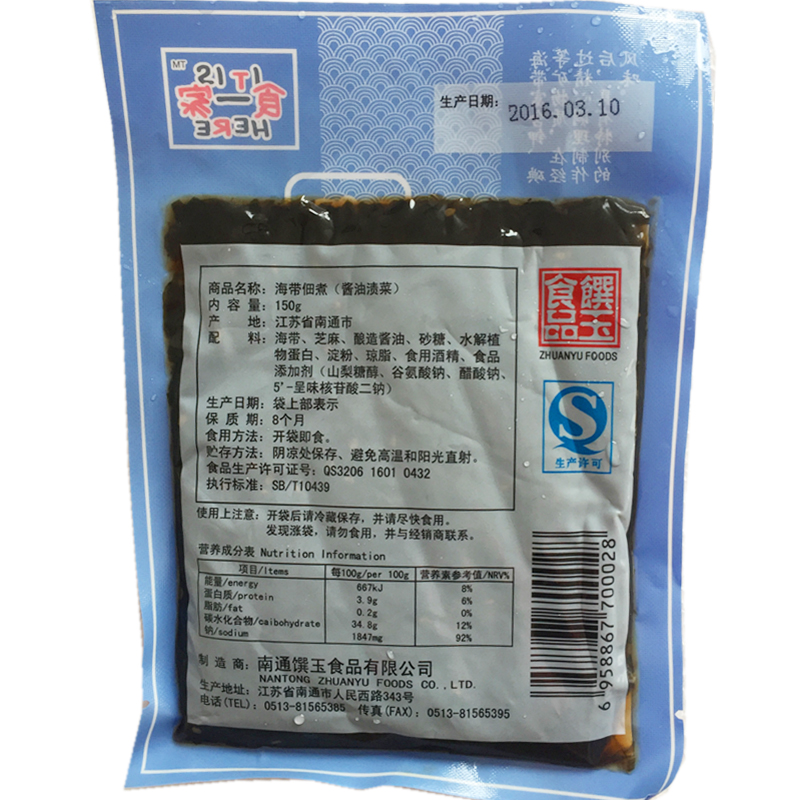 TM
IT IS
食一家
HERE
生产日期:
2016.03.10
商品名称: 海带佃煮(酱油渍菜)
内 容 量: 150g
产 地: 江苏省南通市
配 料: 海带、芝麻、酿造酱油、砂糖、水解植
物蛋白、淀粉、琼脂、食用酒精、食品
添加剂(山梨糖醇、谷氨酸钠、醋酸钠、
5'-呈味核苷酸二钠)
生产日期: 袋上部表示
保 质 期: 8个月
食用方法: 开袋即食。
贮存方法: 阴凉处保存、避免高温和阳光直射。
食品生产许可证号: QS3206 1601 0432
执行标准: SB/T10439
馔玉食品
ZHUANYU FOODS
生产许可
使用上注意: 开袋后请冷藏保存,并请尽快食用。
发现涨袋,请勿食用,并与经销商联系。
营养成分表 Nutrition Information
项目/Items 每100g/per 100g 营养素参考值/NRV%
能量/energy 667kJ 8%
蛋白质/protein 3.9g 6%
脂肪/fat 0.2g 0%
碳水化合物/caibohydrate 34.8g 12%
钠/sodium 1847mg 92%
制 造 商: 南通馔玉食品有限公司
NANTONG ZHUANYU FOODS CO.,LTD.
生产地址: 江苏省南通市人民西路343号
电话(TEL): 0513-81565385 传真(FAX): 0513-81565395
6 958867 700028